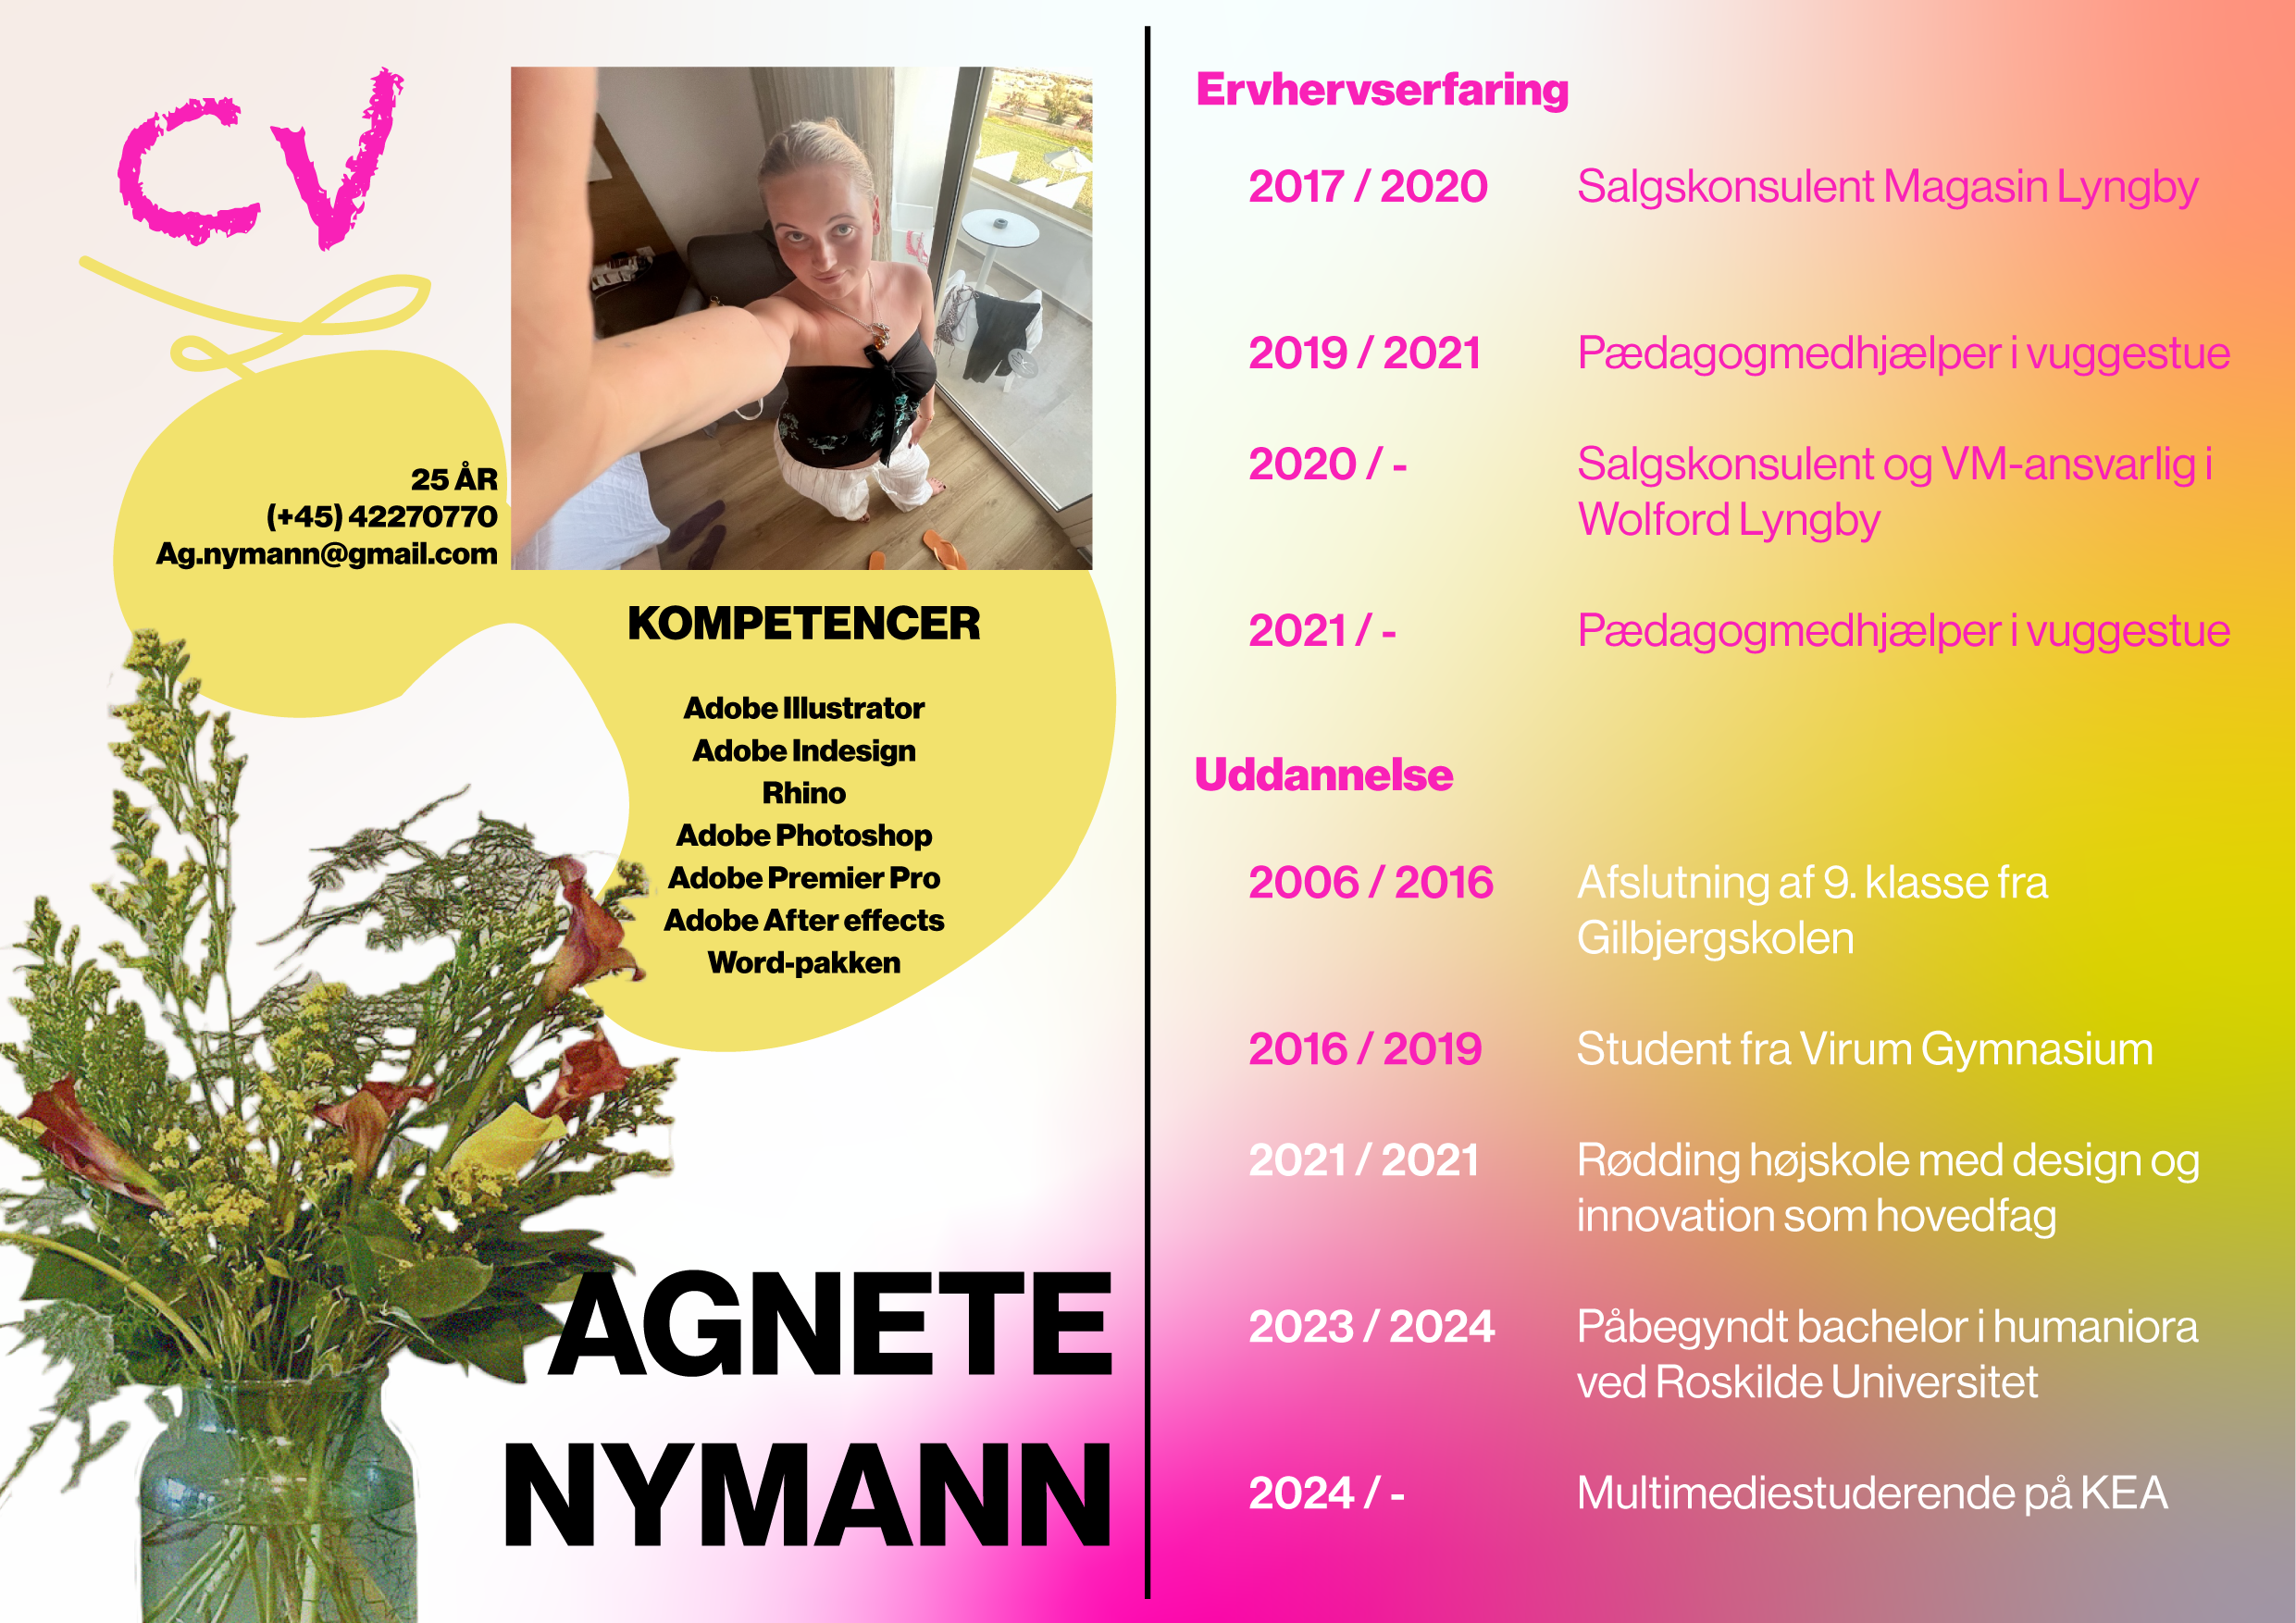 CV
25 ÅR
(+45) 42270770
Ag.nymann@gmail.com
KOMPETENCER
Adobe Illustrator
Adobe Indesign
Rhino
Adobe Photoshop
Adobe Premier Pro
Adobe After effects
Word-pakken
AGNETE
NYMANN
Ervhervserfaring
2017 / 2020 Salgskonsulent Magasin Lyngby
2019 / 2021 Pædagogmedhjælper i vuggestue
2020 / - Salgskonsulent og VM-ansvarlig i
Wolford Lyngby
2021 / - Pædagogmedhjælper i vuggestue
Uddannelse
2006 / 2016 Afslutning af 9. klasse fra
Gilbjergskolen
2016 / 2019 Student fra Virum Gymnasium
2021 / 2021 Rødding højskole med design og
innovation som hovedfag
2023 / 2024 Påbegyndt bachelor i humaniora
ved Roskilde Universitet
2024 / - Multimediestuderende på KEA